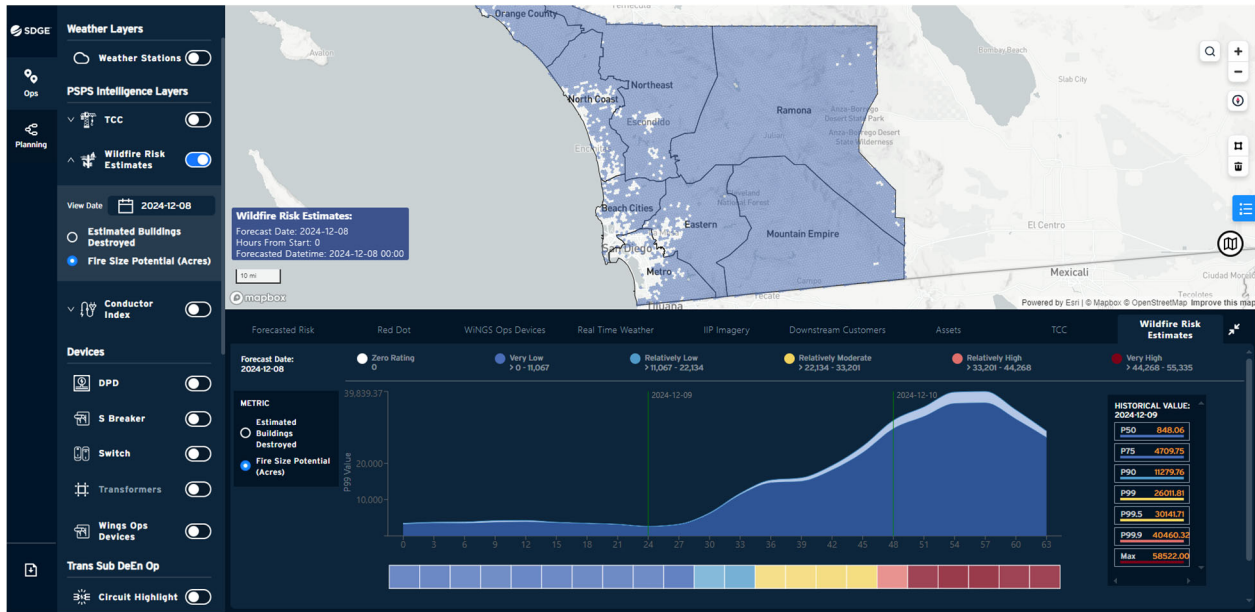 SDGE
Ops
Planning
Weather Layers
Weather Stations
PSPS Intelligence Layers
TCC
Wildfire Risk
Estimates
View Date
2024-12-08
Estimated Buildings
Destroyed
Fire Size Potential (Acres)
Conductor
Index
Devices
DPD
S Breaker
Switch
Transformers
Wings Ops
Devices
Trans Sub DeEn Op
Circuit Highlight
Orange County
Temecula
Avalon
Bombay Beach
Slab City
Northeast
North Coast
Escondido
Ramona
Anza-Borrego
Desert State Park
Anza-Borrego Desert
State Wilderness
Julian
Encinitas
Cleveland
National Forest
Beach Cities
Eastern
Mountain Empire
San Diego
Metro
El Centro
Mexicali
Campo
Tecate
Tijuana
Ciudad
Wildfire Risk Estimates:
Forecast Date: 2024-12-08
Hours From Start: 0
Forecasted Datetime: 2024-12-08 00:00
10 mi
mapbox
Powered by Esri | © Mapbox © OpenStreetMap Improve this map
Forecasted Risk
Red Dot
WiNGS Ops Devices
Real Time Weather
IIP Imagery
Downstream Customers
Assets
TCC
Wildfire Risk
Estimates
Forecast Date:
2024-12-08
Zero Rating
0
Very Low
> 0 - 11,067
Relatively Low
> 11,067 - 22,134
Relatively Moderate
> 22,134 - 33,201
Relatively High
> 33,201 - 44,268
Very High
> 44,268 - 55,335
METRIC
Estimated
Buildings
Destroyed
Fire Size Potential
(Acres)
P99 Value
39,839.37
20,000
10,000
2024-12-09
2024-12-10
0 3 6 9 12 15 18 21 24 27 30 33 36 39 42 45 48 51 54 57 60 63
HISTORICAL VALUE:
2024-12-09
P50 848.06
P75 4709.75
P90 11279.76
P99 26011.81
P99.5 30141.71
P99.9 40460.32
Max 58522.00